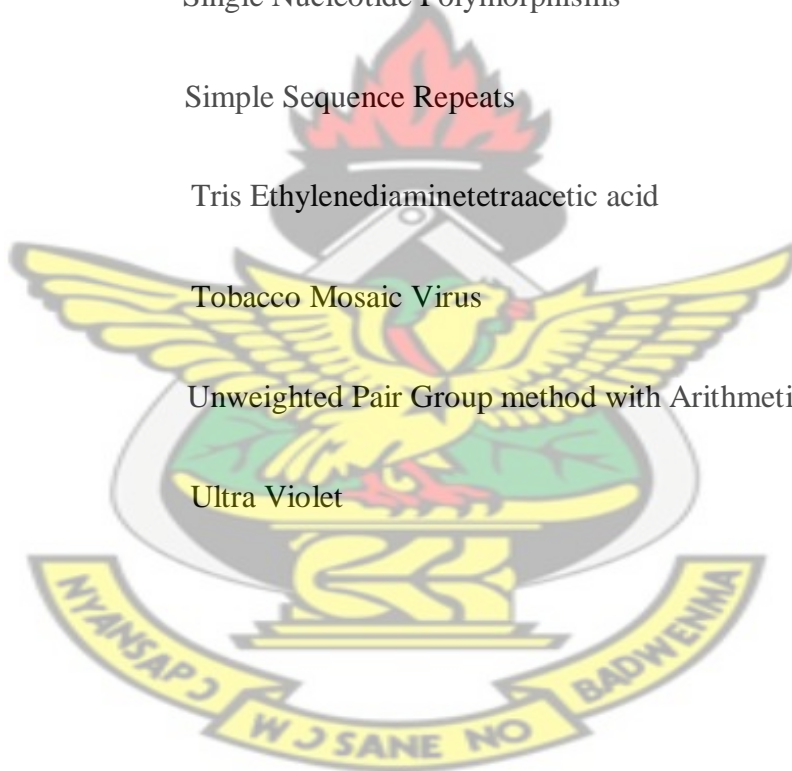 Single Nucleotide Polymorphisms
Simple Sequence Repeats
Tris Ethylenediaminetetraacetic acid
Tobacco Mosaic Virus
Unweighted Pair Group method with Arithmeti
Ultra Violet
NYANSAPƆ WƆSANE NO BADWENMA